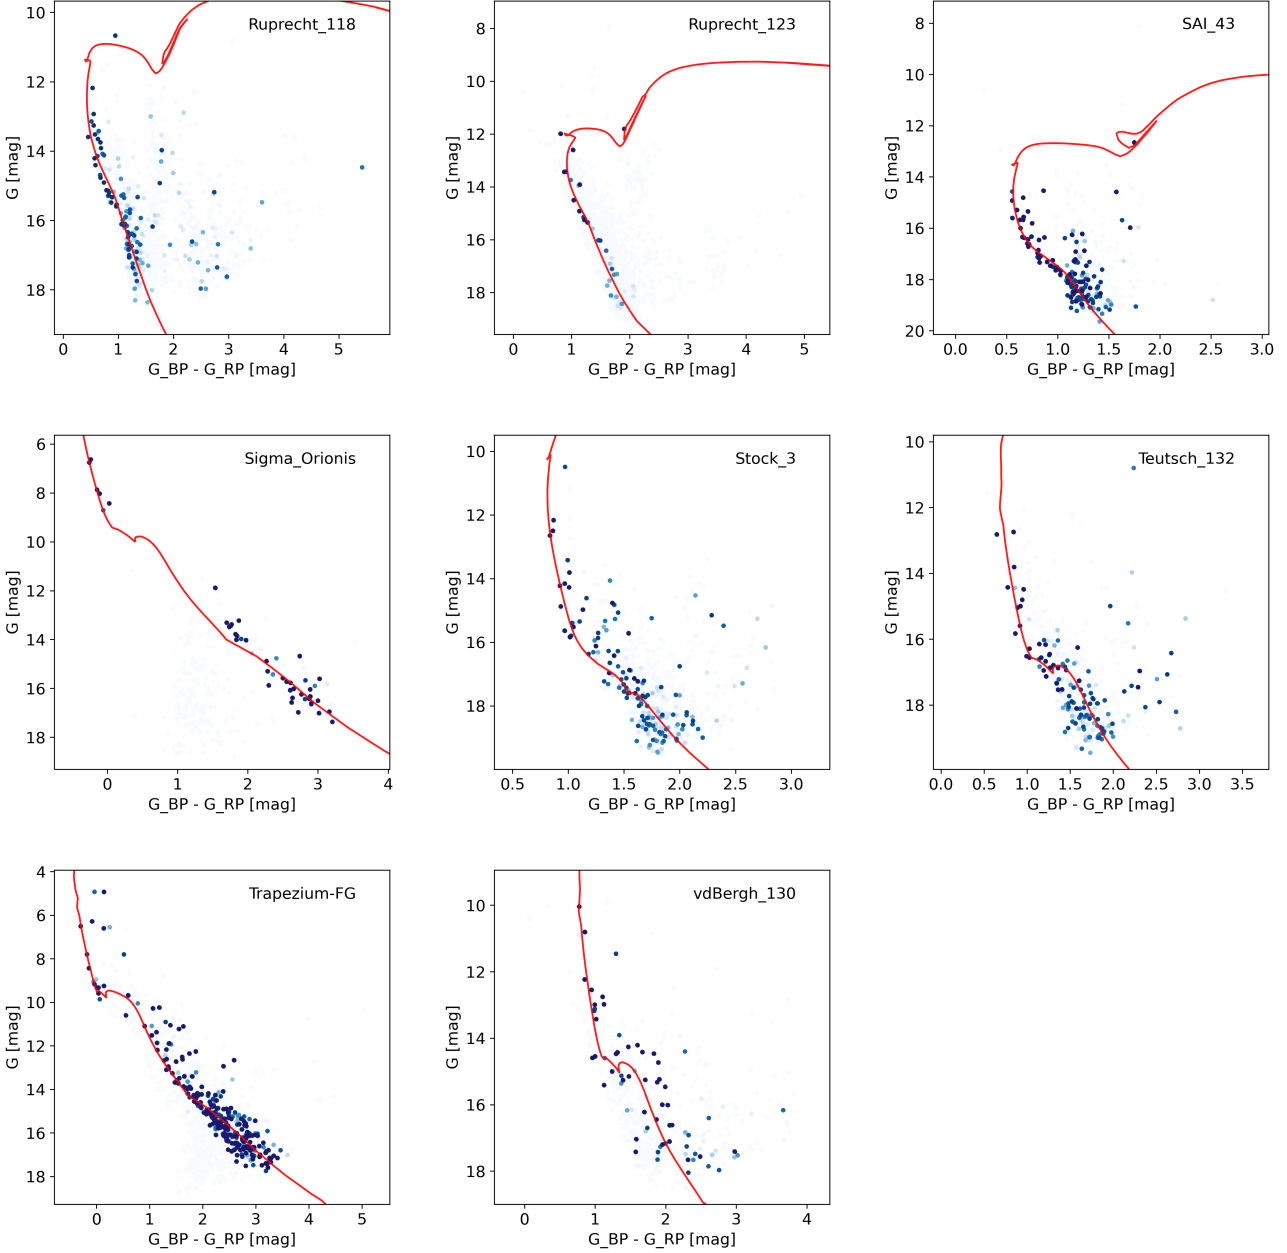 Ruprecht_118
10
12
14
16
18
G [mag]
0 1 2 3 4 5
G_BP - G_RP [mag]
Ruprecht_123
8
10
12
14
16
18
G [mag]
0 1 2 3 4 5
G_BP - G_RP [mag]
SAI_43
8
10
12
14
16
18
20
G [mag]
0.0 0.5 1.0 1.5 2.0 2.5 3.0
G_BP - G_RP [mag]
Sigma_Orionis
6
8
10
12
14
16
18
G [mag]
0 1 2 3 4
G_BP - G_RP [mag]
Stock_3
10
12
14
16
18
G [mag]
0.5 1.0 1.5 2.0 2.5 3.0
G_BP - G_RP [mag]
Teutsch_132
10
12
14
16
18
G [mag]
0.0 0.5 1.0 1.5 2.0 2.5 3.0 3.5
G_BP - G_RP [mag]
Trapezium-FG
4
6
8
10
12
14
16
18
G [mag]
0 1 2 3 4 5
G_BP - G_RP [mag]
vdBergh_130
10
12
14
16
18
G [mag]
0 1 2 3 4
G_BP - G_RP [mag]